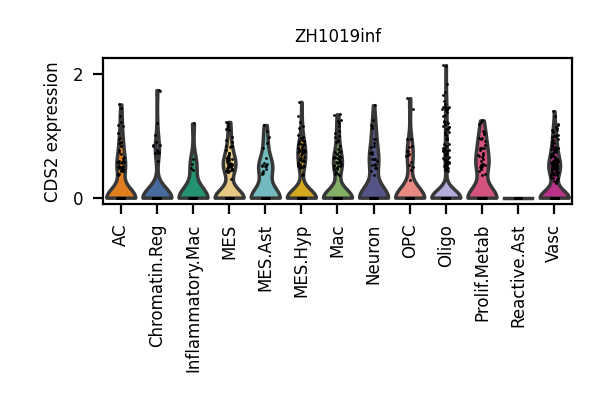 ZH1019inf
CDS2 expression
2
0
AC
Chromatin.Reg
Inflammatory.Mac
MES
MES.Ast
MES.Hyp
Mac
Neuron
OPC
Oligo
Prolif.Metab
Reactive.Ast
Vasc